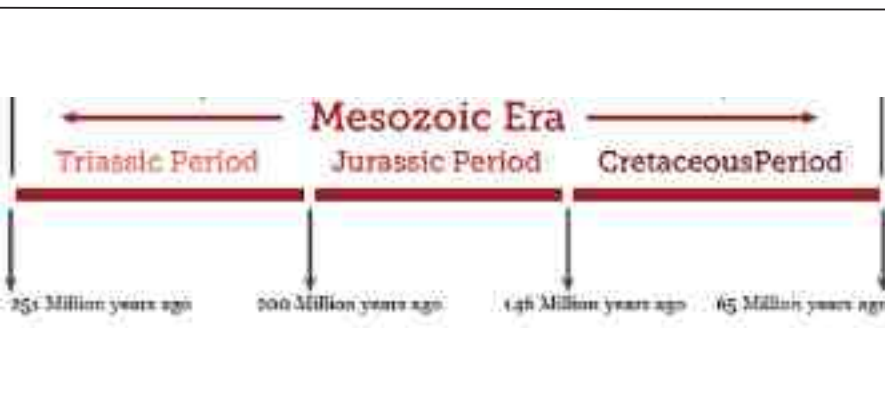 Mesozoic Era
Triassic Period Jurassic Period CretaceousPeriod
251 Million years ago 200 Million years ago 146 Million years ago 65 Million years ago